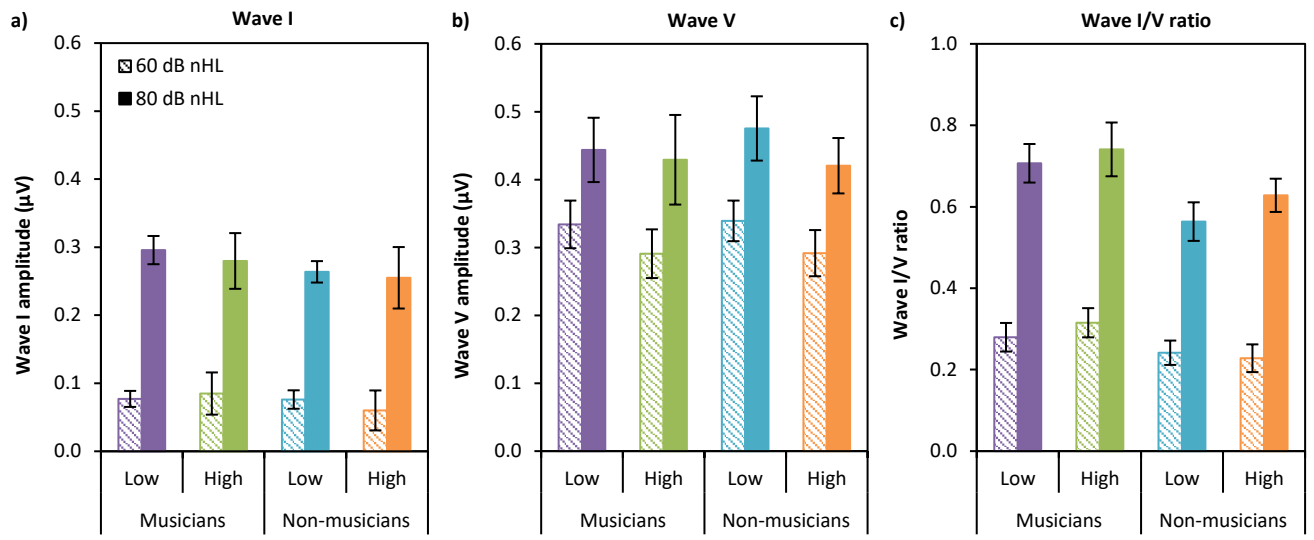 a)
Wave I
Wave I amplitude (µV)
0.6
0.5
0.4
0.3
0.2
0.1
0.0
60 dB nHL
80 dB nHL
Low High Low High
Musicians Non-musicians
b)
Wave V
Wave V amplitude (µV)
0.6
0.5
0.4
0.3
0.2
0.1
0.0
Low High Low High
Musicians Non-musicians
c)
Wave I/V ratio
Wave I/V ratio
1.0
0.8
0.6
0.4
0.2
0.0
Low High Low High
Musicians Non-musicians